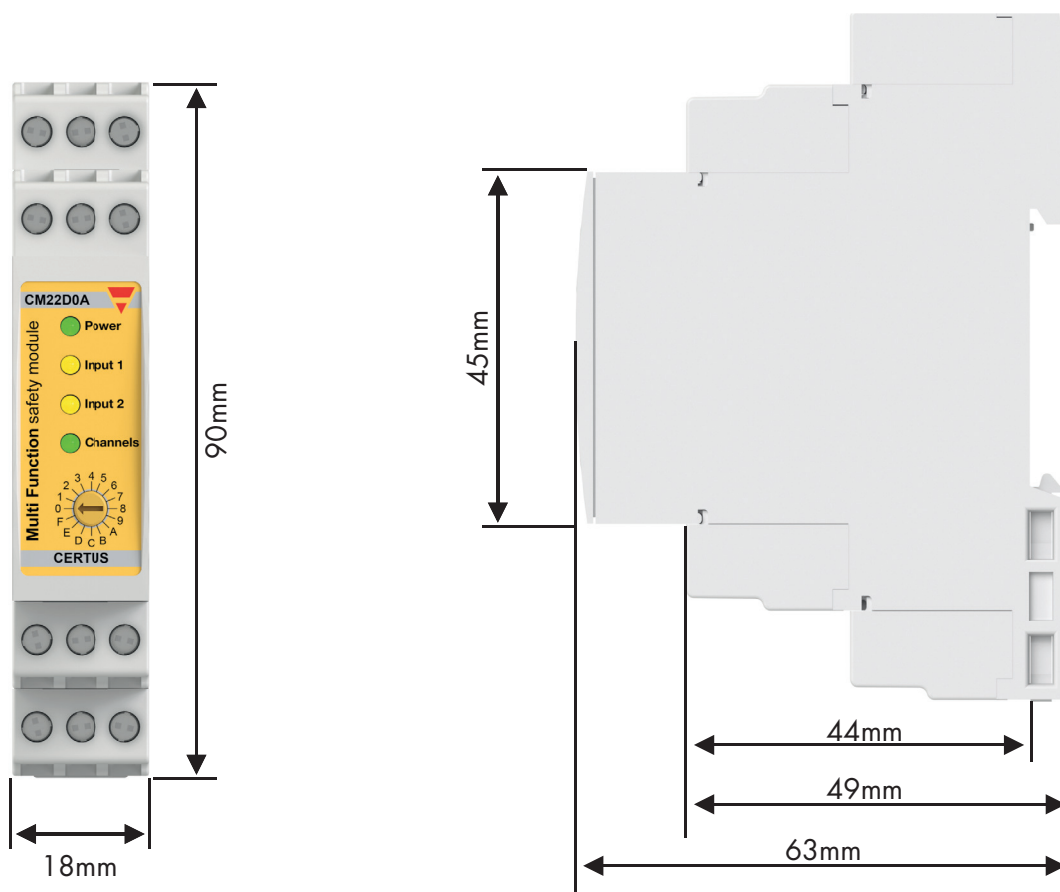 CM22D0A
Multi Function safety module
Power
Input 1
Input 2
Channels
0
1
2
3
4
5
6
7
8
9
A
B
C
D
E
F
CERTUS
90mm
18mm
45mm
44mm
49mm
63mm